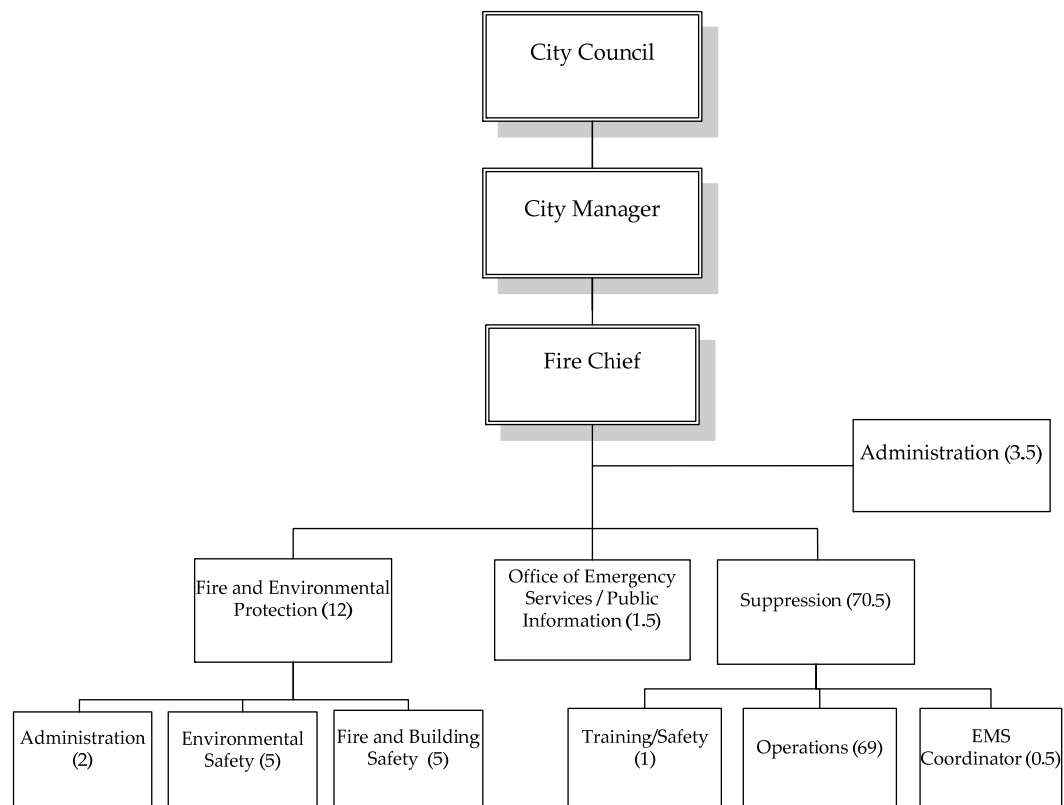 City Council
City Manager
Fire Chief
Administration (3.5)
Fire and Environmental
Protection (12)
Office of Emergency
Services / Public
Information (1.5)
Suppression (70.5)
Administration
(2)
Environmental
Safety (5)
Fire and Building
Safety (5)
Training/Safety
(1)
Operations (69)
EMS
Coordinator (0.5)